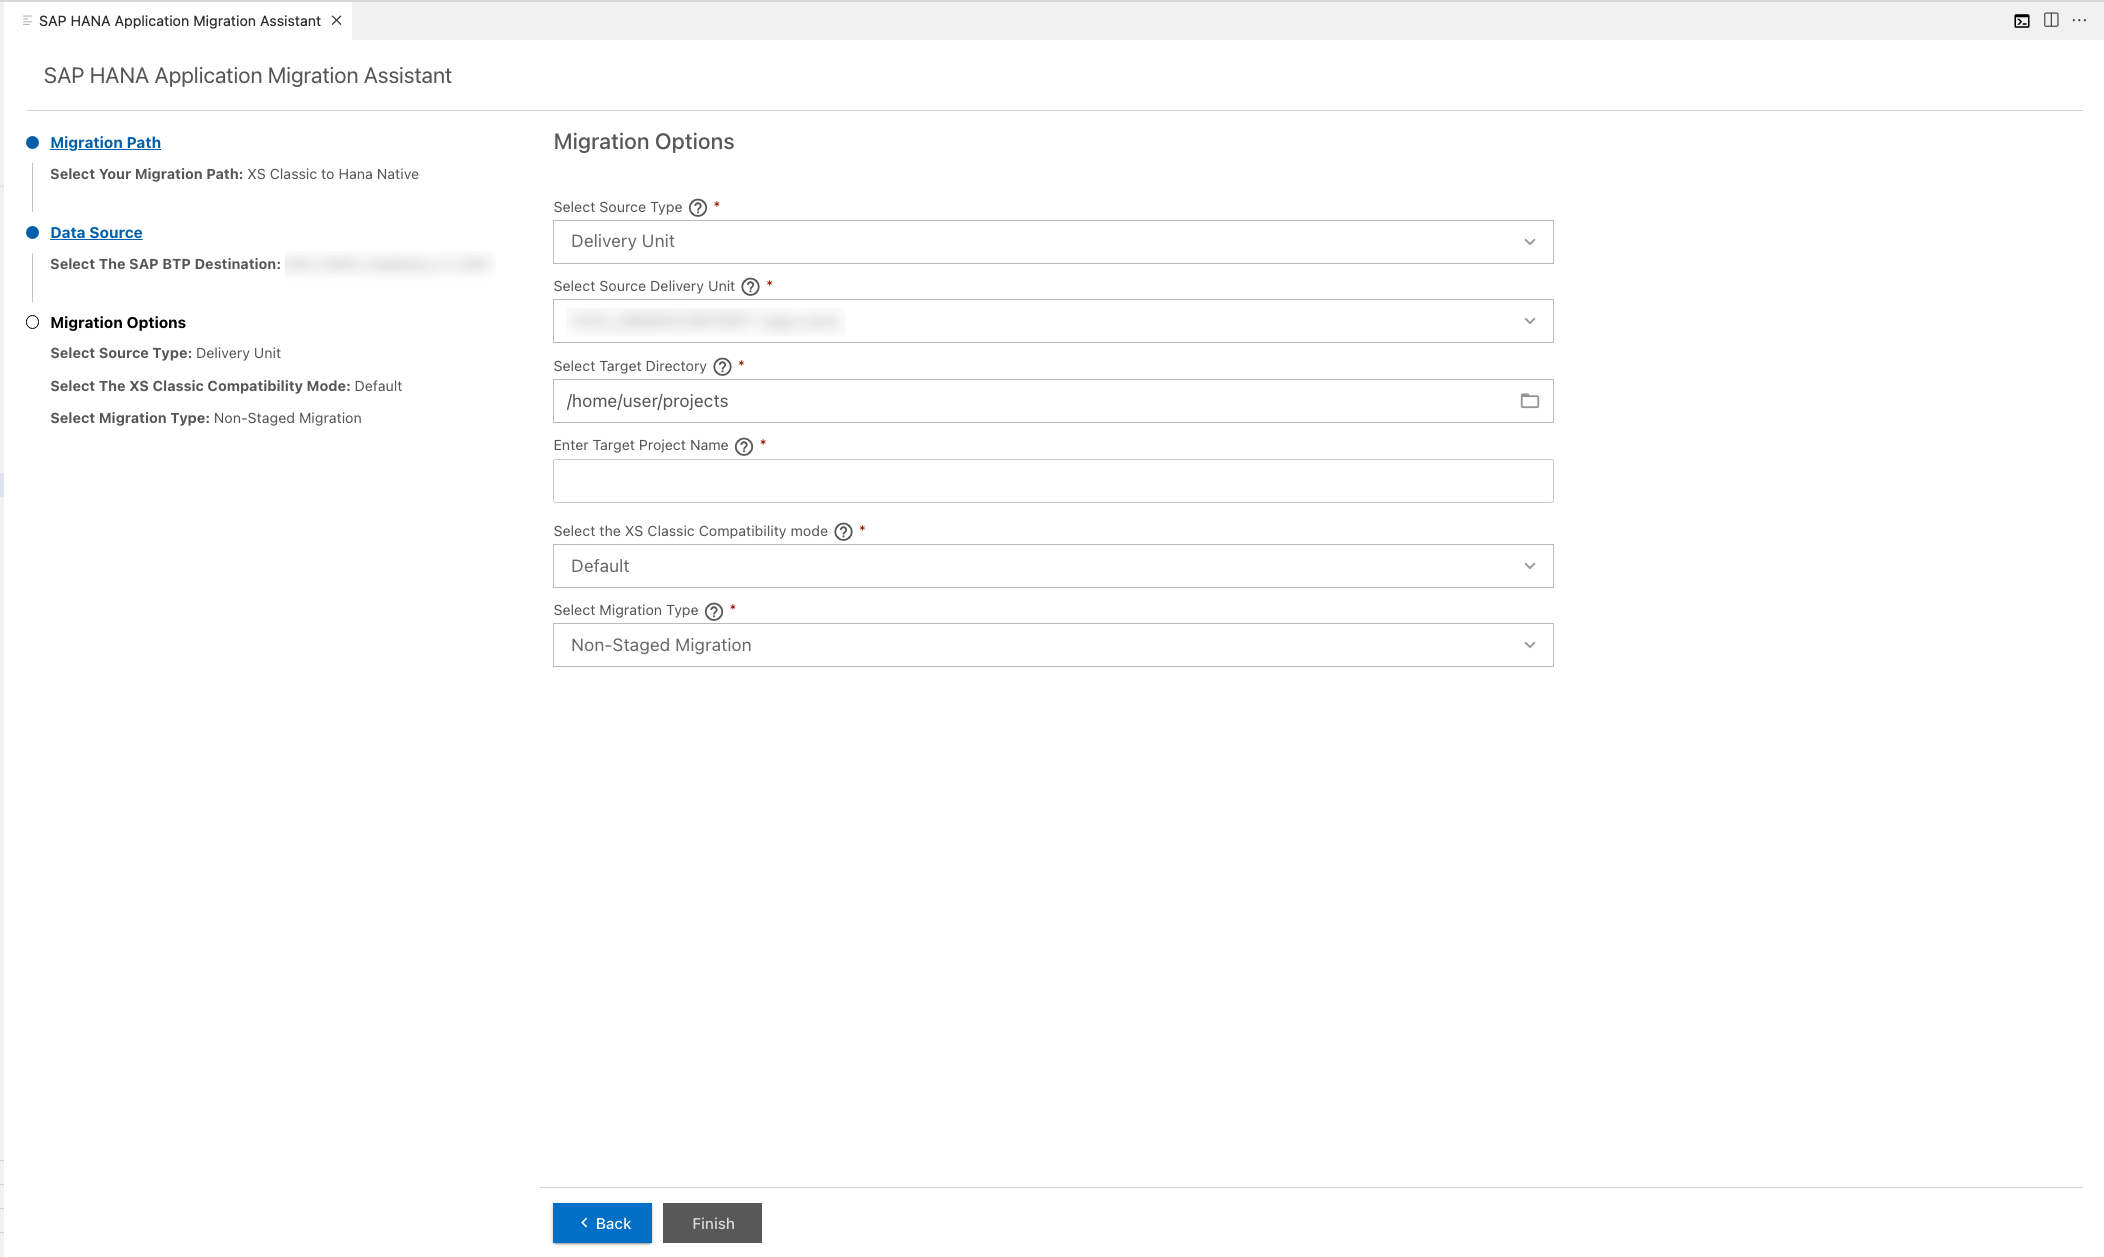 SAP HANA Application Migration Assistant
SAP HANA Application Migration Assistant
Migration Path
Select Your Migration Path: XS Classic to Hana Native
Data Source
Select The SAP BTP Destination:
Migration Options
Select Source Type: Delivery Unit
Select The XS Classic Compatibility Mode: Default
Select Migration Type: Non-Staged Migration
Migration Options
Select Source Type ? *
Delivery Unit
Select Source Delivery Unit ? *
Select Target Directory ? *
/home/user/projects
Enter Target Project Name ? *
Select the XS Classic Compatibility mode ? *
Default
Select Migration Type ? *
Non-Staged Migration
Back
Finish